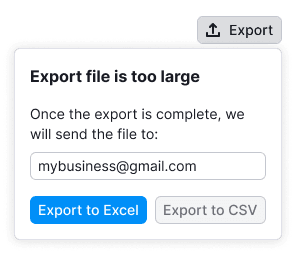 Export
Export file is too large
Once the export is complete, we
will send the file to:
mybusiness@gmail.com
Export to Excel
Export to CSV